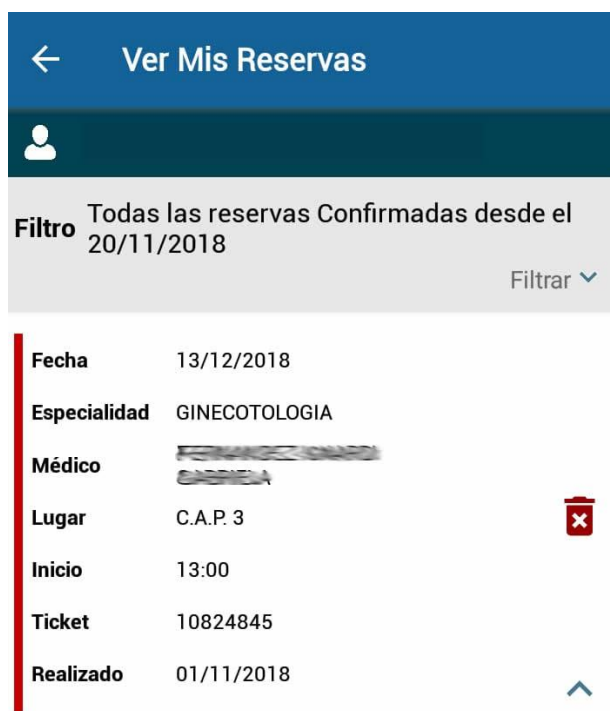 Ver Mis Reservas
Filtro
Todas las reservas Confirmadas desde el
20/11/2018
Filtrar
Fecha 13/12/2018
Especialidad GINECOTOLOGIA
Médico
Lugar C.A.P. 3
Inicio 13:00
Ticket 10824845
Realizado 01/11/2018